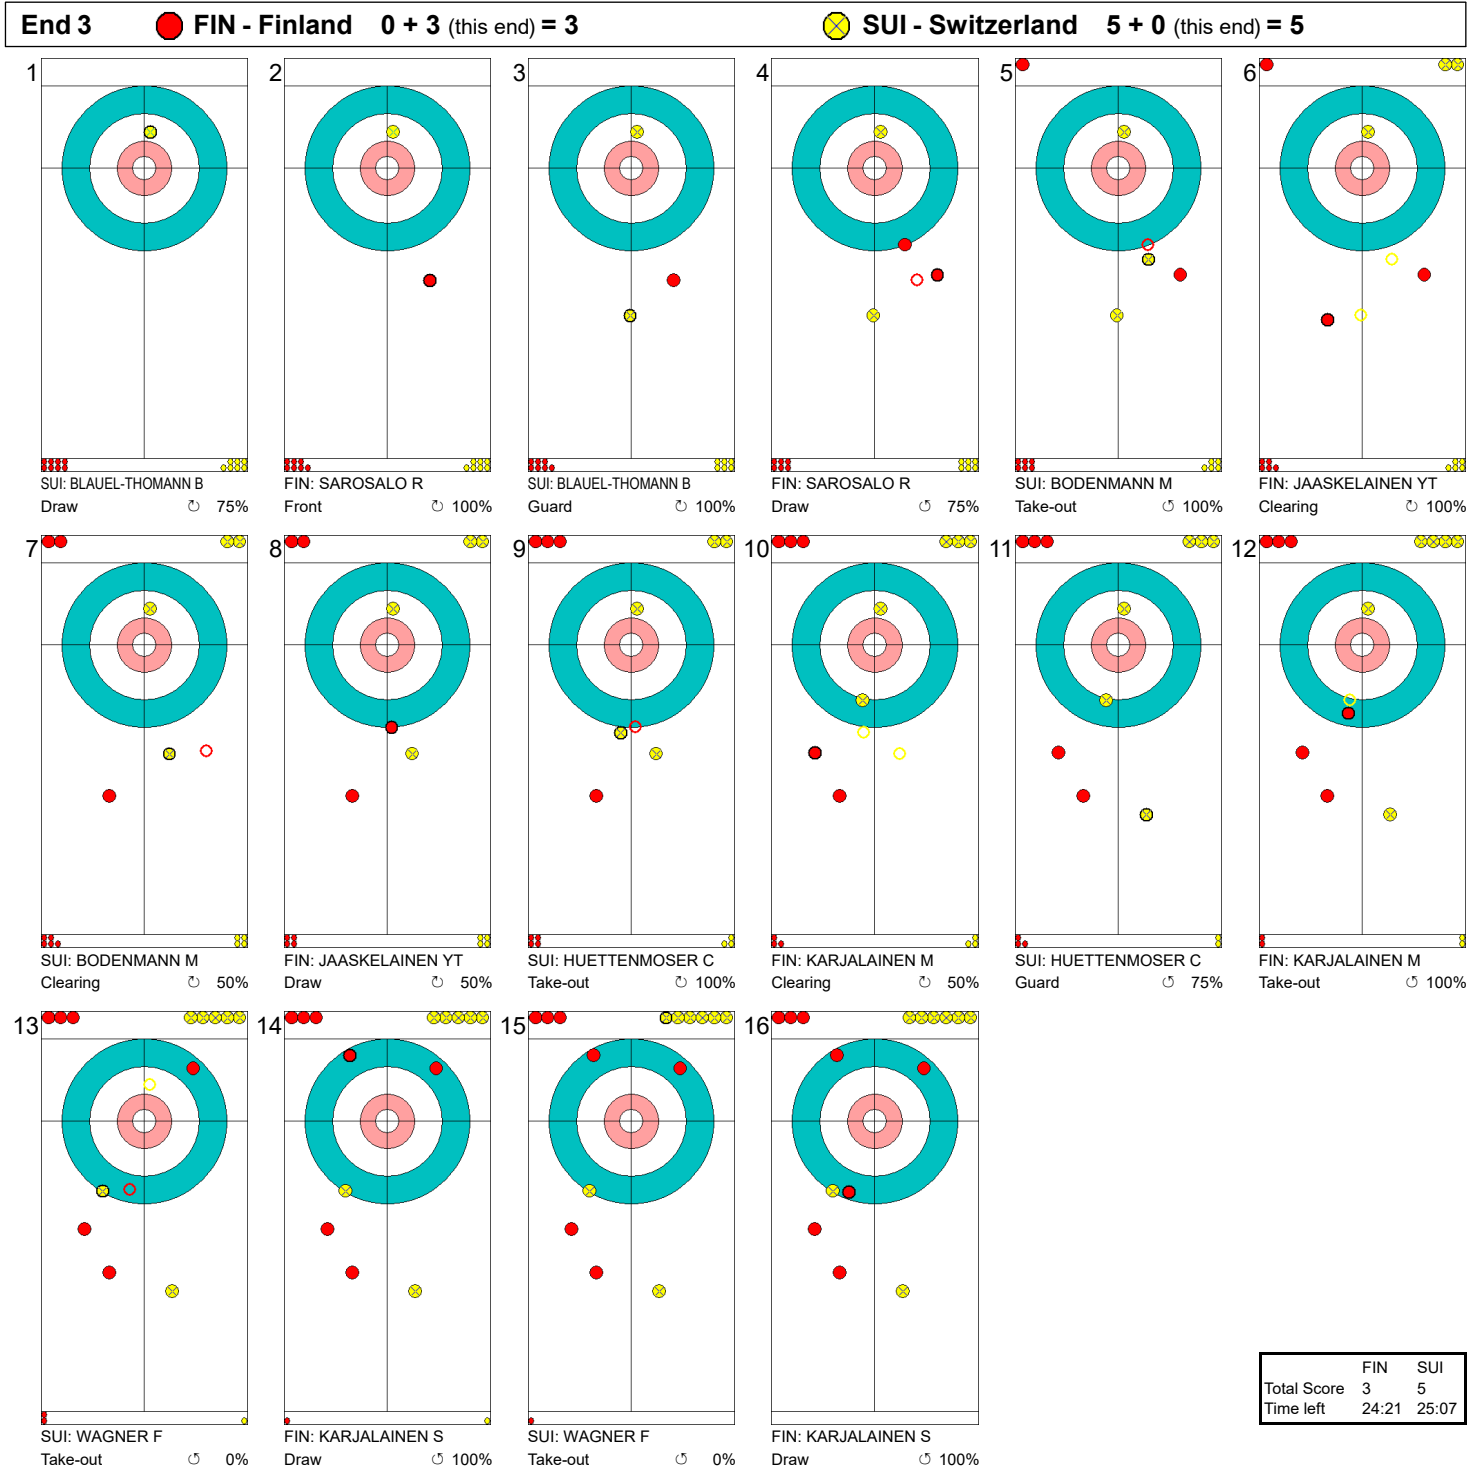 End 3 FIN - Finland 0 + 3 (this end) = 3 SUI - Switzerland 5 + 0 (this end) = 5
1 2 3 4 5 6
SUI: BLAUEL-THOMANN B FIN: SAROSALO R SUI: BLAUEL-THOMANN B FIN: SAROSALO R SUI: BODENMANN M FIN: JAASKELAINEN YT
Draw ↻ 75% Front ↻ 100% Guard ↺ 100% Draw ↺ 75% Take-out ↺ 100% Clearing ↻ 100%
7 8 9 10 11 12
SUI: BODENMANN M FIN: JAASKELAINEN YT SUI: HUETTENMOSER C FIN: KARJALAINEN M SUI: HUETTENMOSER C FIN: KARJALAINEN M
Clearing ↻ 50% Draw ↻ 50% Take-out ↺ 100% Clearing ↺ 50% Guard ↺ 75% Take-out ↺ 100%
13 14 15 16
SUI: WAGNER F FIN: KARJALAINEN S SUI: WAGNER F FIN: KARJALAINEN S
Take-out ↺ 0% Draw ↺ 100% Take-out ↺ 0% Draw ↺ 100%
FIN SUI
Total Score 3 5
Time left 24:21 25:07